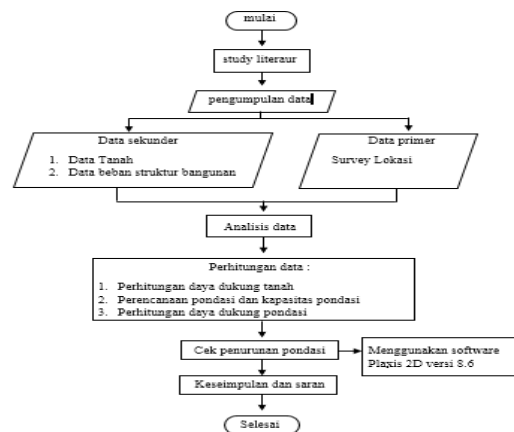 mulai
study literaur
pengumpulan data
Data sekunder
1. Data Tanah
2. Data beban struktur bangunan
Data primer
Survey Lokasi
Analisis data
Perhitungan data :
1. Perhitungan daya dukung tanah
2. Perencanaan pondasi dan kapasitas pondasi
3. Perhitungan daya dukung pondasi
Cek penurunan pondasi
Menggunakan software
Plaxis 2D versi 8.6
Keseimpulan dan saran
Selesai